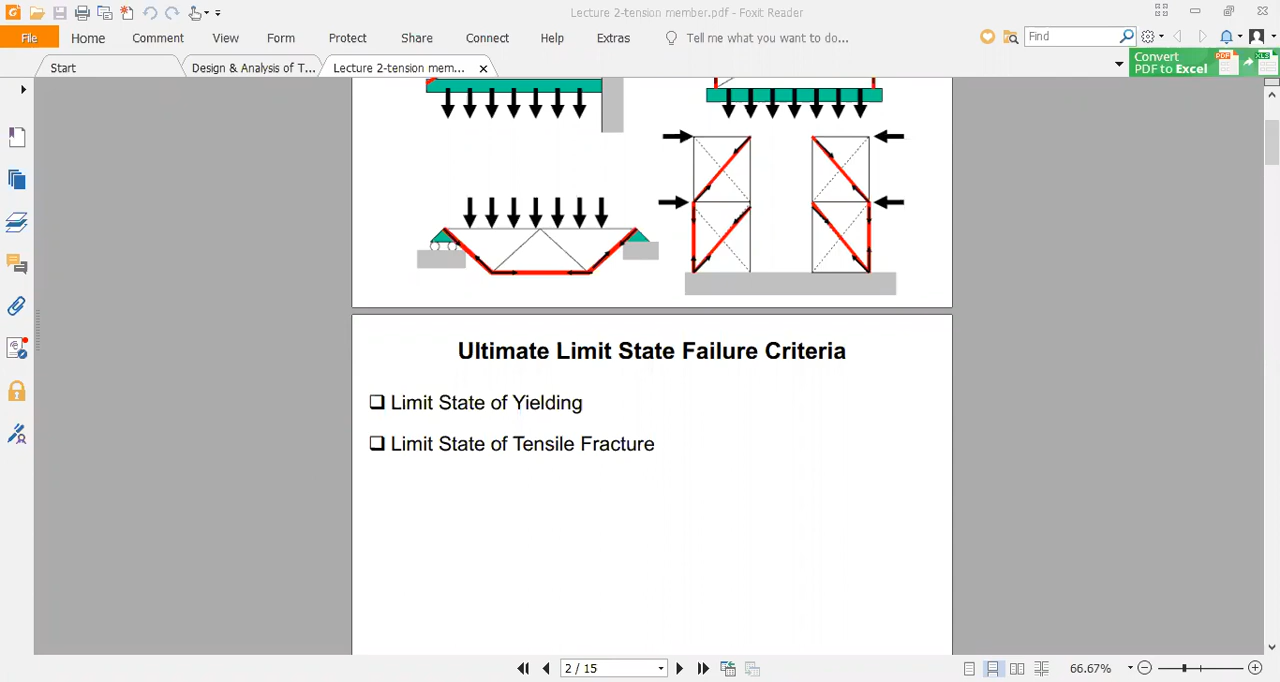 Lecture 2-tension member.pdf - Foxit Reader
File Home Comment View Form Protect Share Connect Help Extras Tell me what you want to do... Find
Start Design & Analysis of T... Lecture 2-tension mem... Convert PDF to Excel PDF XLS
Ultimate Limit State Failure Criteria
Limit State of Yielding
Limit State of Tensile Fracture
2 / 15 66.67%